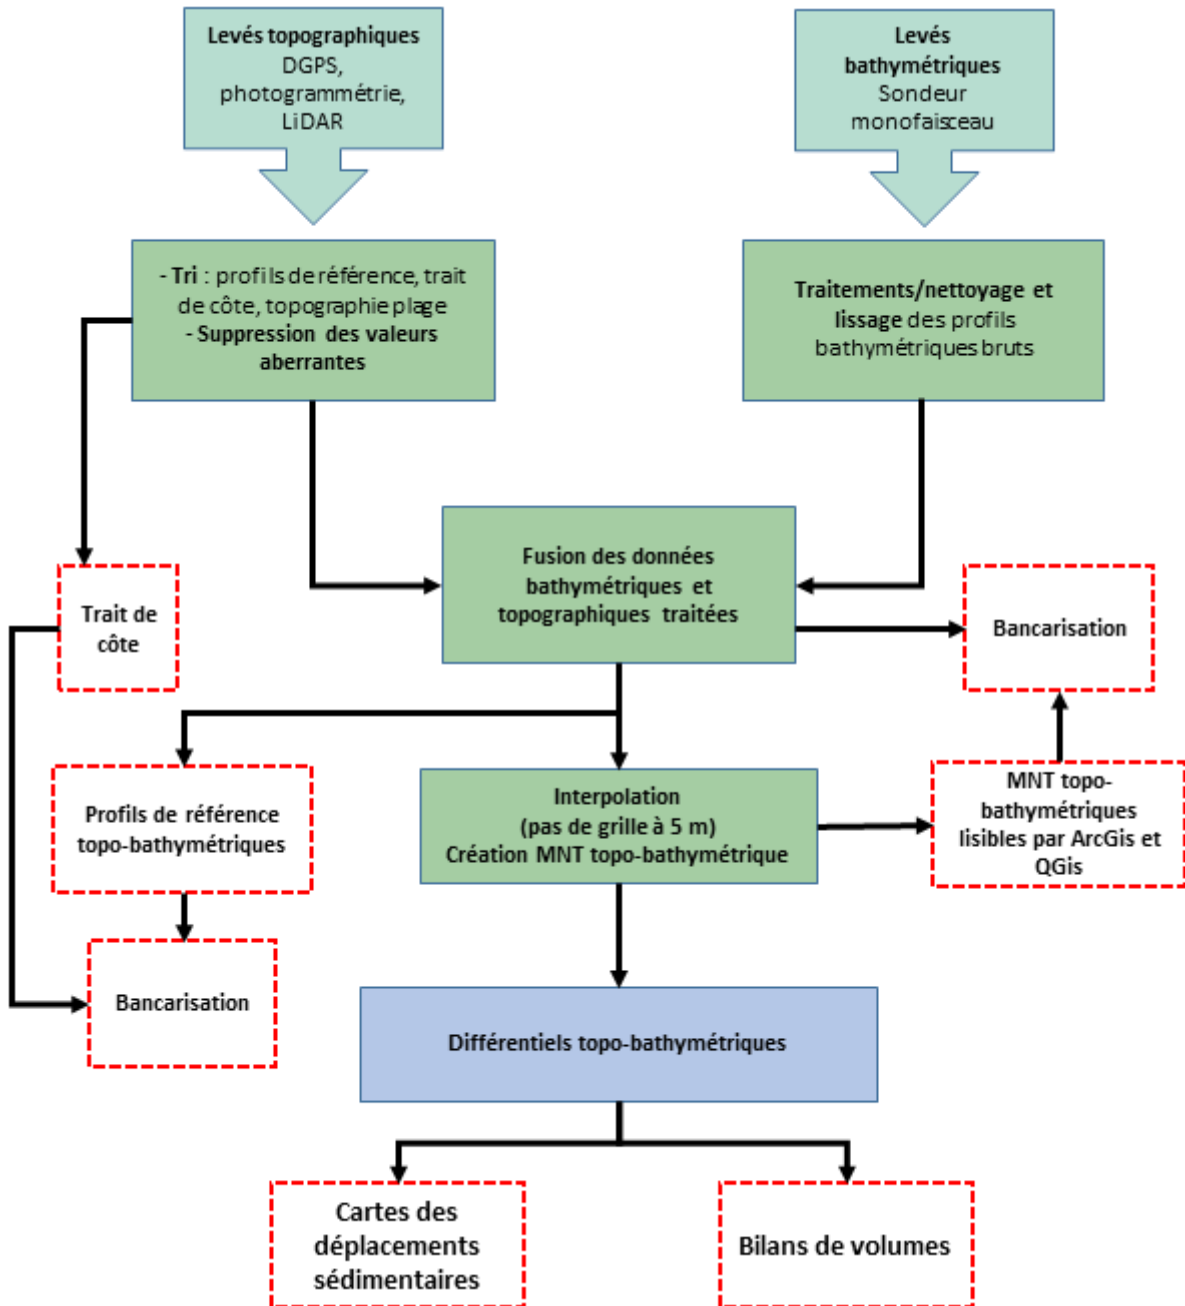 Levés topographiques
DGPS,
photogrammétrie,
LiDAR
Levés
bathymétriques
Sondeur
monofaisceau
- Tri : profils de référence, trait
de côte, topographie plage
- Suppression des valeurs
aberrantes
Traitements/nettoyage et
lissage des profils
bathymétriques bruts
Fusion des données
bathymétriques et
topographiques traitées
Trait de
côte
Bancarisation
Profils de référence
topo-bathymétriques
Interpolation
(pas de grille à 5 m)
Création MNT topo-bathymétrique
MNT topo-
bathymétriques
lisibles par ArcGis et
QGis
Bancarisation
Différentiels topo-bathymétriques
Cartes des
déplacements
sédimentaires
Bilans de volumes